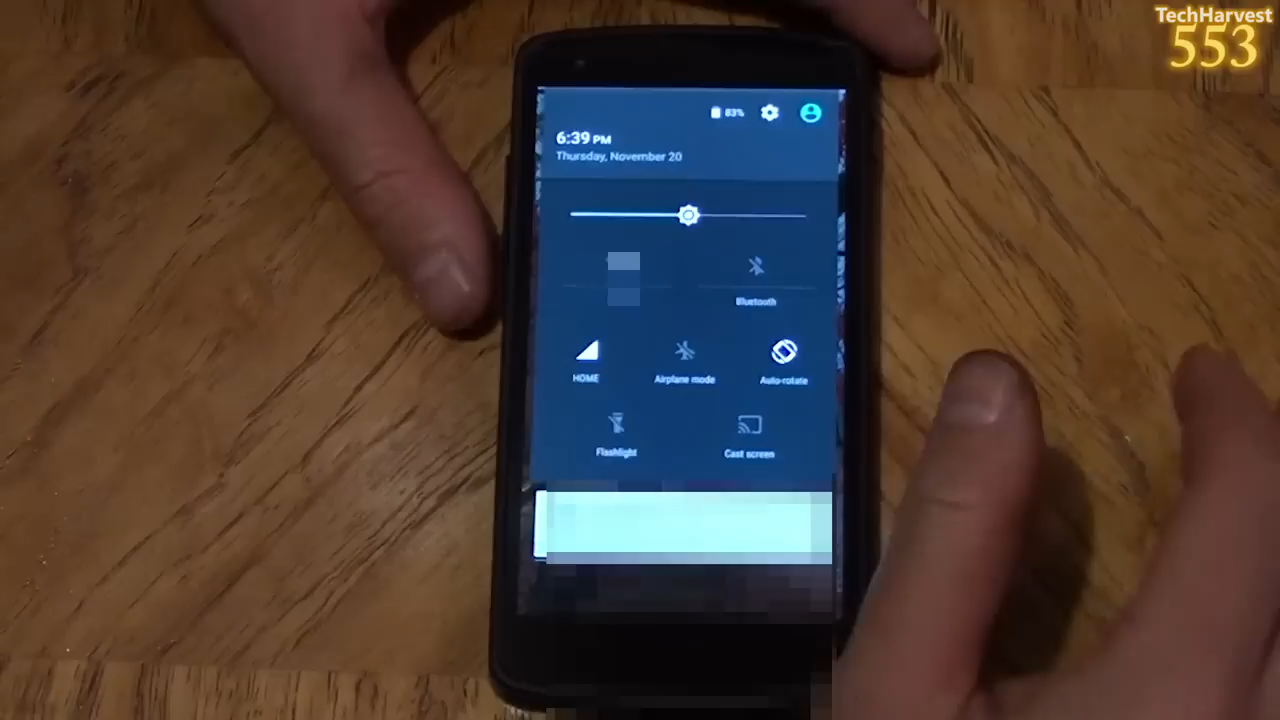 TechHarvest
553
83%
6:39 PM
Thursday, November 20
Bluetooth
HOME
Airplane mode
Auto-rotate
Flashlight
Cast screen